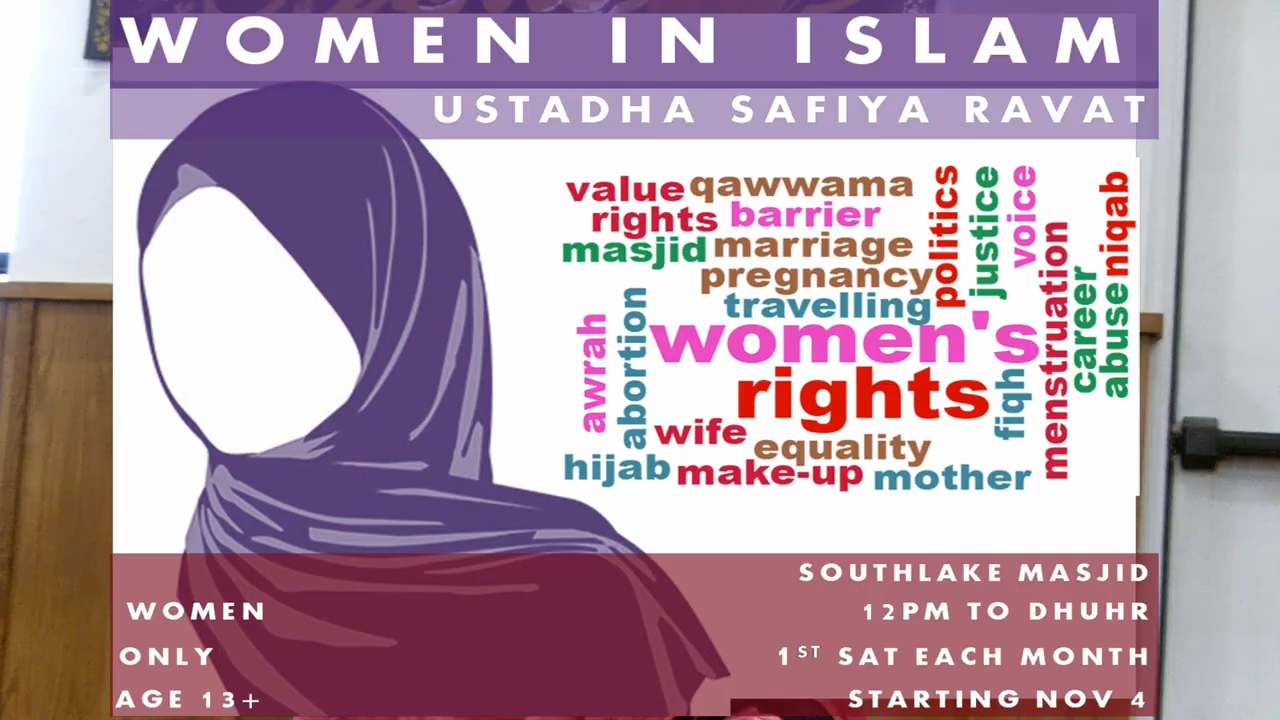 WOMEN IN ISLAM
USTADHA SAFIYA RAVAT
value qawwama
rights barrier
masjid marriage
pregnancy
travelling
women's
rights
wife equality
hijab make-up mother
awrah
abortion
politics
justice
voice
fiqh
menstruation
career
abuse
niqab
WOMEN
ONLY
AGE 13+
SOUTHLAKE MASJID
12PM TO DHUHR
1ST SAT EACH MONTH
STARTING NOV 4